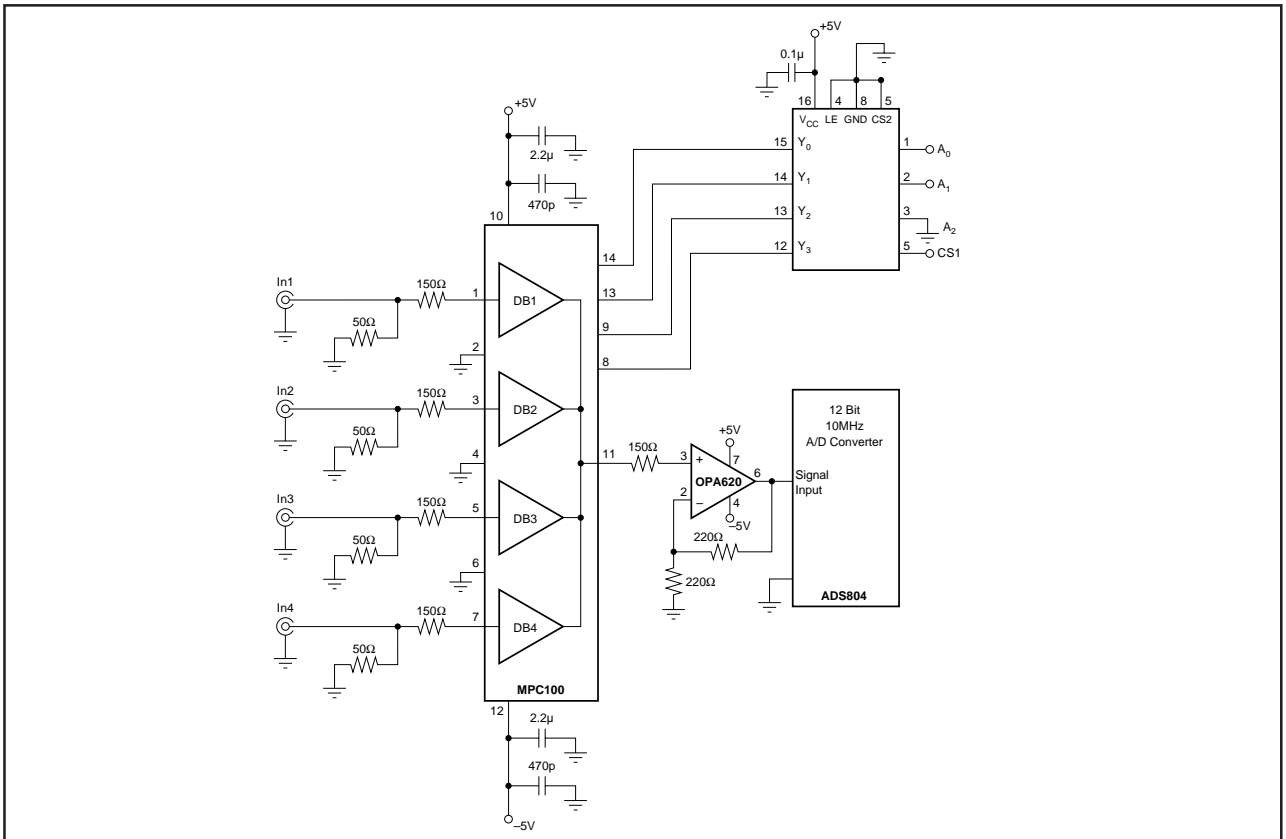 +5V
0.1µ
16 4 8 5
VCC LE GND CS2
+5V
2.2µ
470p
10
15 Y0
14 Y1
13 Y2
12 Y3
1 A0
2 A1
3
A2
5 CS1
14
13
9
8
In1
150Ω
1
DB1
50Ω
2
In2
150Ω
3
DB2
50Ω
4
In3
150Ω
5
DB3
50Ω
6
In4
150Ω
7
DB4
50Ω
MPC100
12
2.2µ
470p
–5V
11
150Ω
3
+
+5V
7
OPA620
6
2
–
4
–5V
220Ω
220Ω
12 Bit
10MHz
A/D Converter
Signal
Input
ADS804